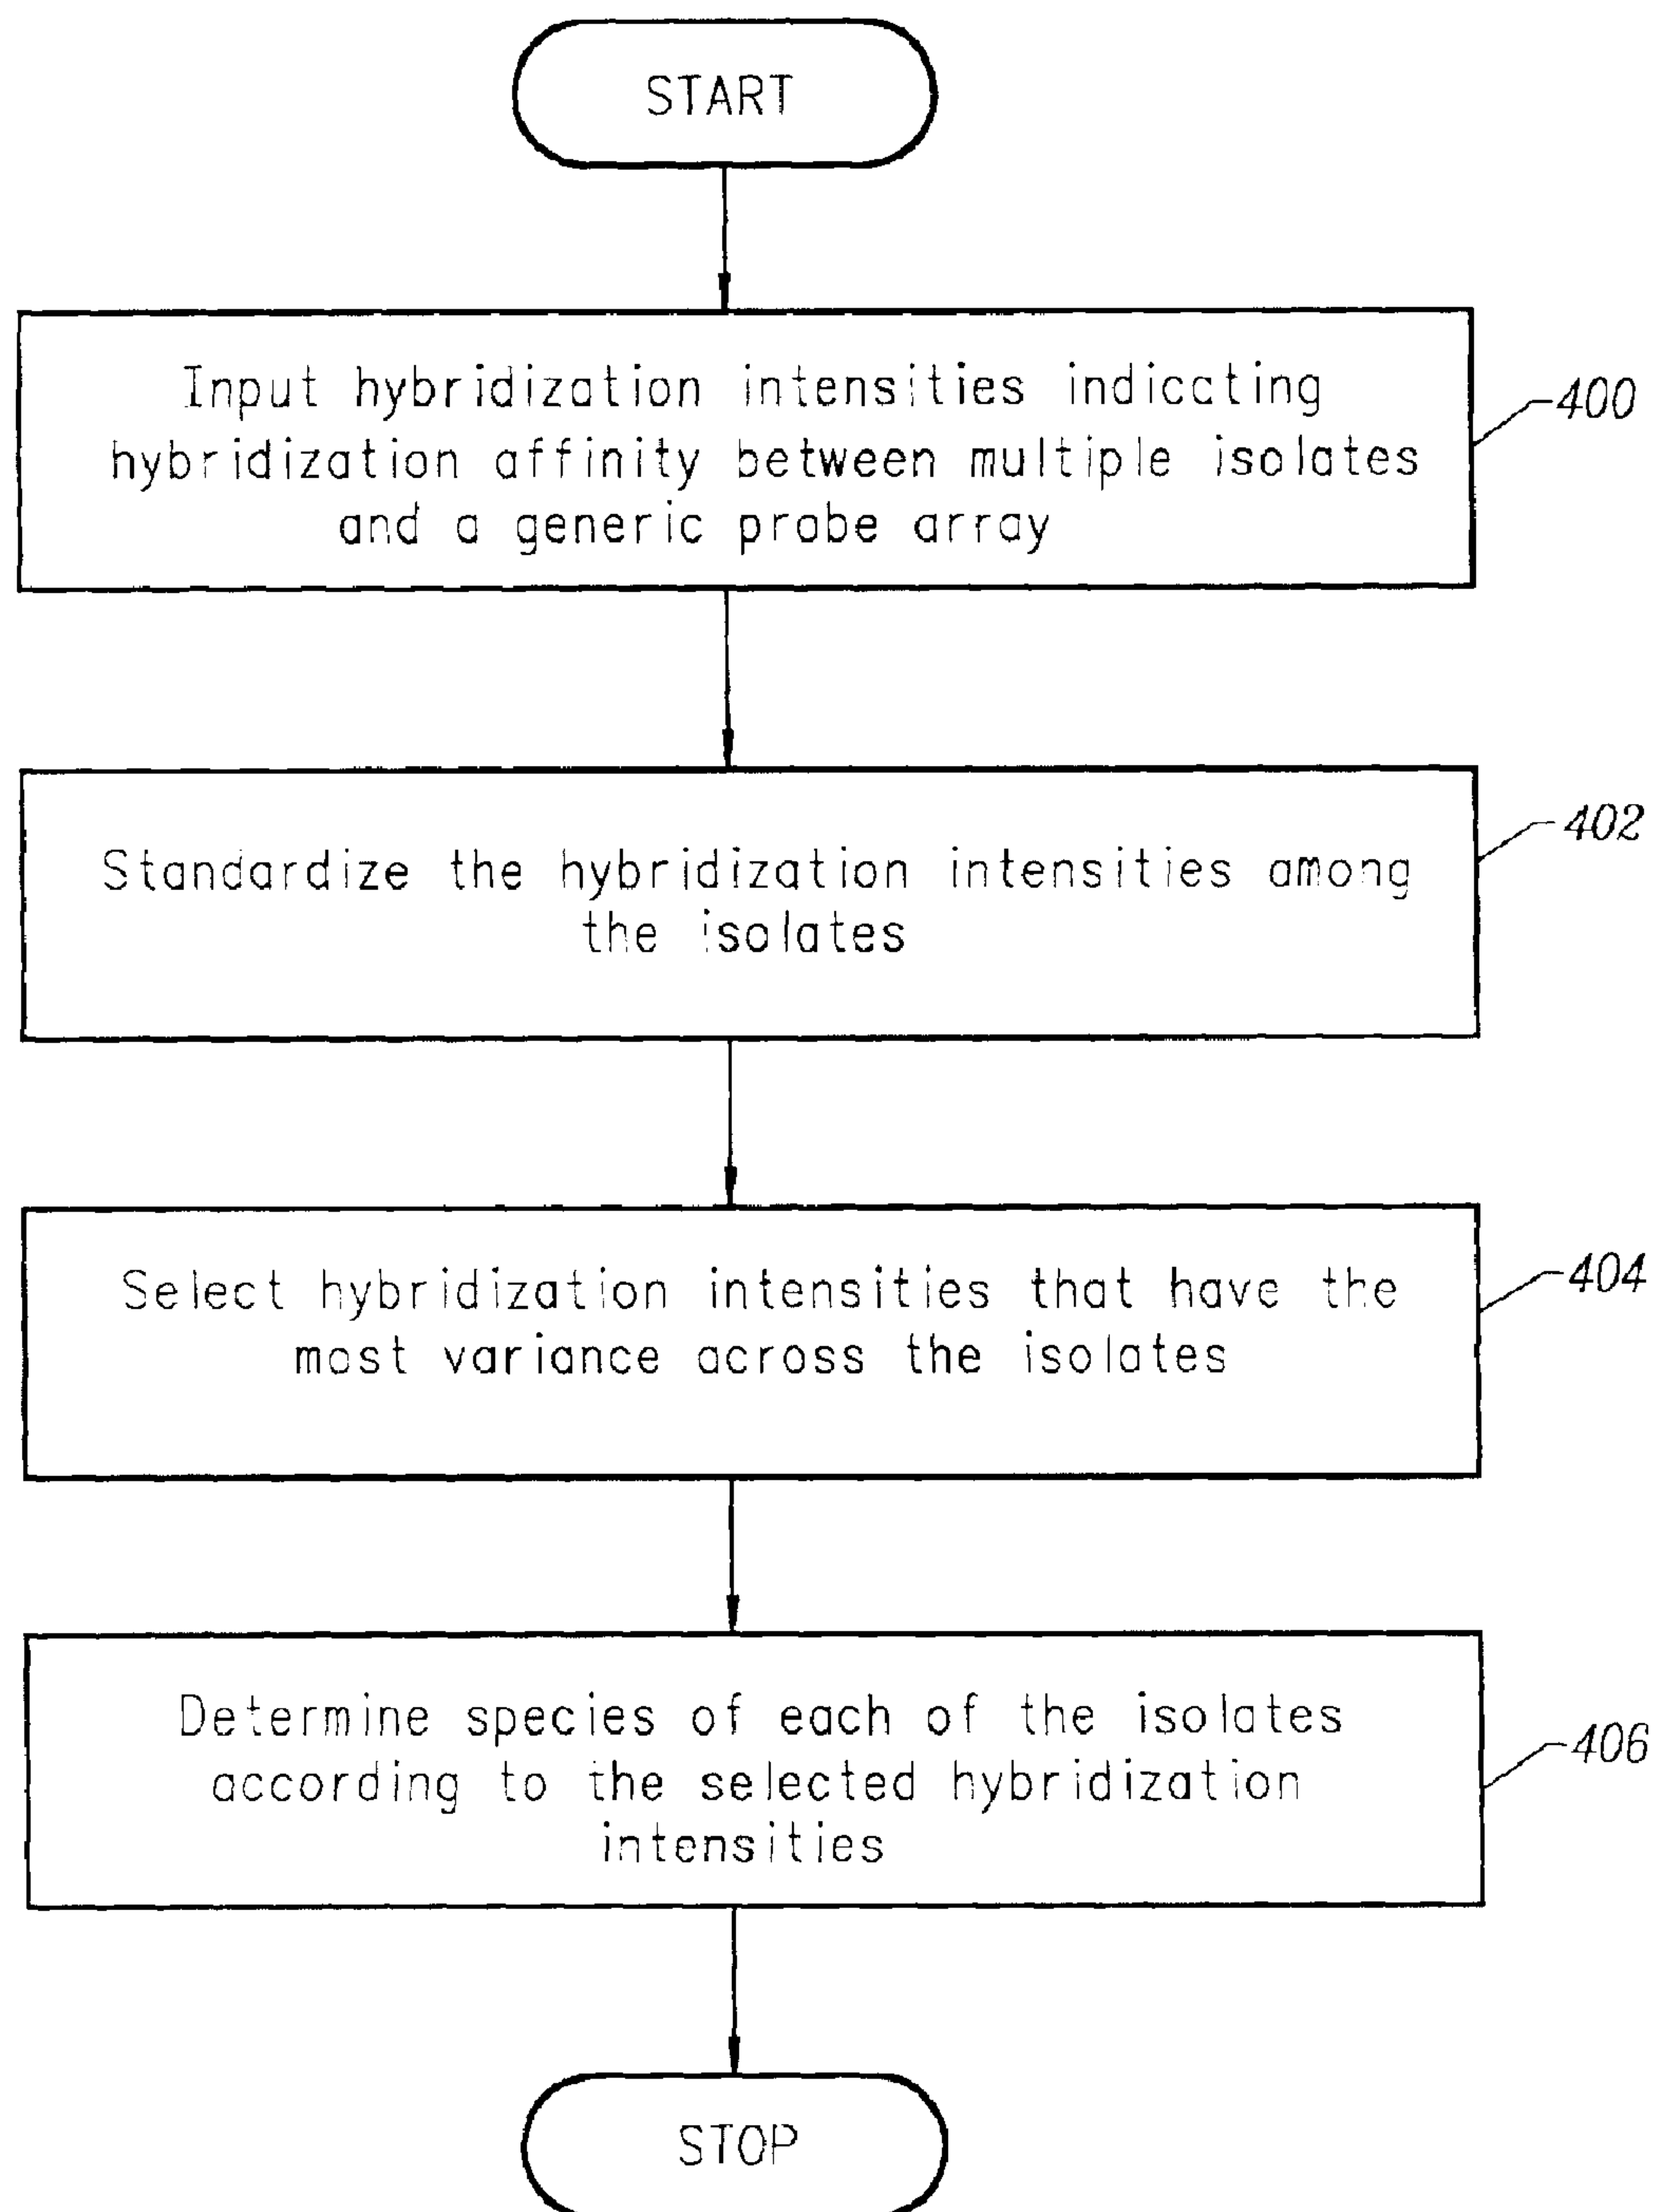 START
Input hybridization intensities indicating
hybridization affinity between multiple isolates
and a generic probe array
400
Standardize the hybridization intensities among
the isolates
402
Select hybridization intensities that have the
most variance across the isolates
404
Determine species of each of the isolates
according to the selected hybridization
intensities
406
STOP